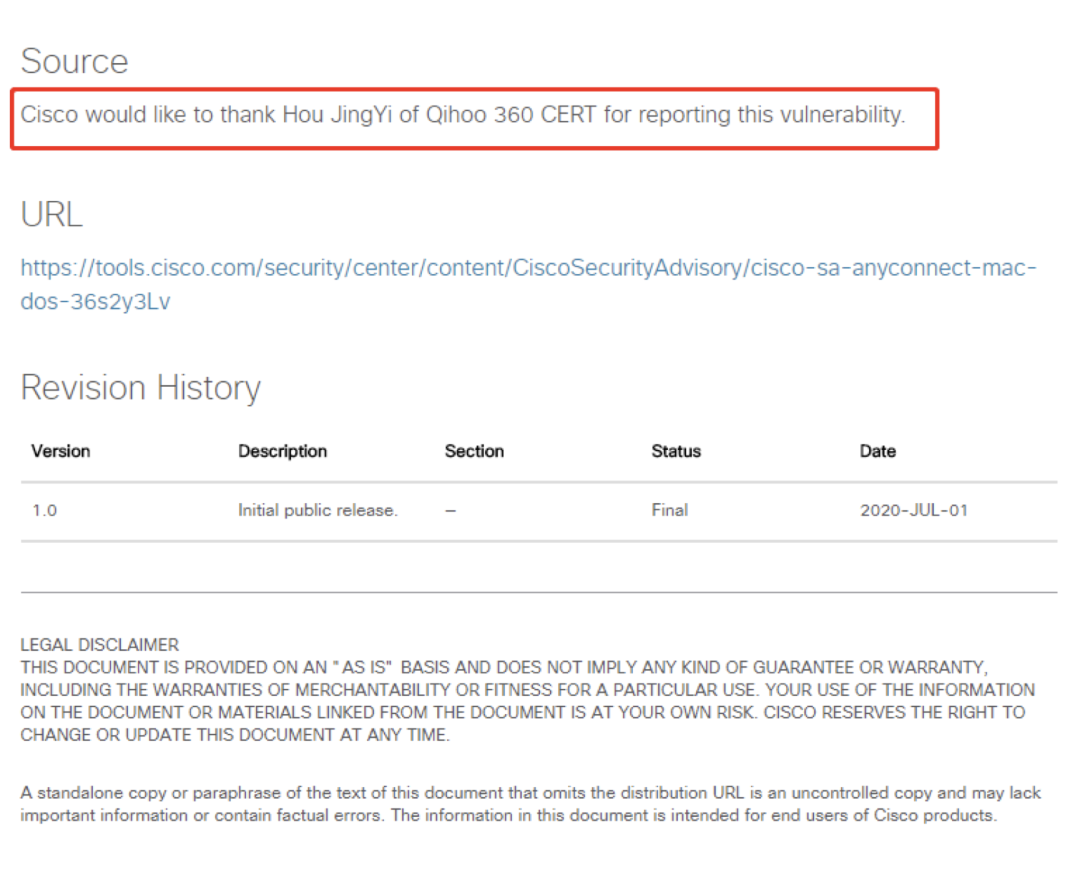 Source
Cisco would like to thank Hou JingYi of Qihoo 360 CERT for reporting this vulnerability.
URL
https://tools.cisco.com/security/center/content/CiscoSecurityAdvisory/cisco-sa-anyconnect-mac-
dos-36s2y3Lv
Revision History
Version Description Section Status Date
1.0 Initial public release. – Final 2020-JUL-01
LEGAL DISCLAIMER
THIS DOCUMENT IS PROVIDED ON AN "AS IS" BASIS AND DOES NOT IMPLY ANY KIND OF GUARANTEE OR WARRANTY,
INCLUDING THE WARRANTIES OF MERCHANTABILITY OR FITNESS FOR A PARTICULAR USE. YOUR USE OF THE INFORMATION
ON THE DOCUMENT OR MATERIALS LINKED FROM THE DOCUMENT IS AT YOUR OWN RISK. CISCO RESERVES THE RIGHT TO
CHANGE OR UPDATE THIS DOCUMENT AT ANY TIME.
A standalone copy or paraphrase of the text of this document that omits the distribution URL is an uncontrolled copy and may lack
important information or contain factual errors. The information in this document is intended for end users of Cisco products.